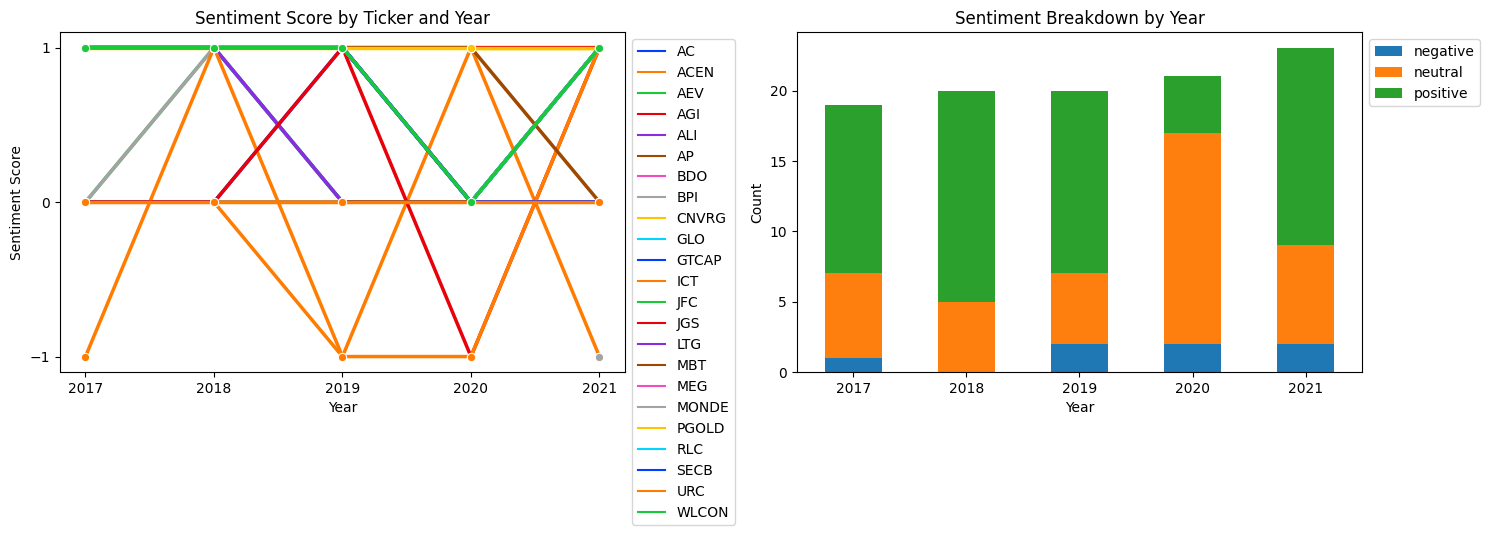 Sentiment Score by Ticker and Year
Sentiment Score
1
0
−1
2017 2018 2019 2020 2021
Year
AC
ACEN
AEV
AGI
ALI
AP
BDO
BPI
CNVRG
GLO
GTCAP
ICT
JFC
JGS
LTG
MBT
MEG
MONDE
PGOLD
RLC
SECB
URC
WLCON
Sentiment Breakdown by Year
Count
20
15
10
5
0
2017 2018 2019 2020 2021
Year
negative
neutral
positive